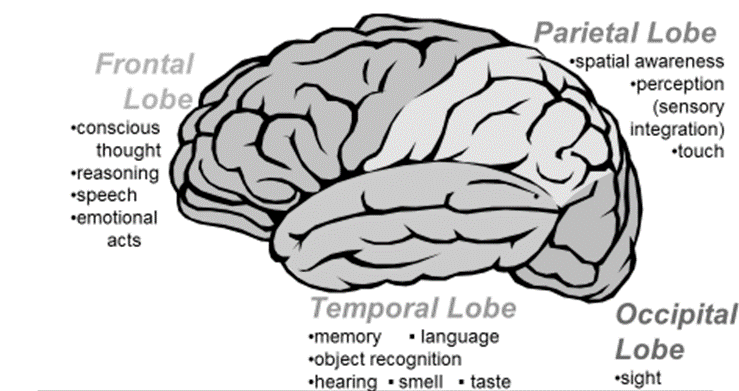 Frontal
Lobe
•conscious
thought
•reasoning
•speech
•emotional
acts
Parietal Lobe
•spatial awareness
•perception
(sensory
integration)
•touch
Temporal Lobe
•memory ▪ language
•object recognition
•hearing ▪ smell ▪ taste
Occipital
Lobe
•sight